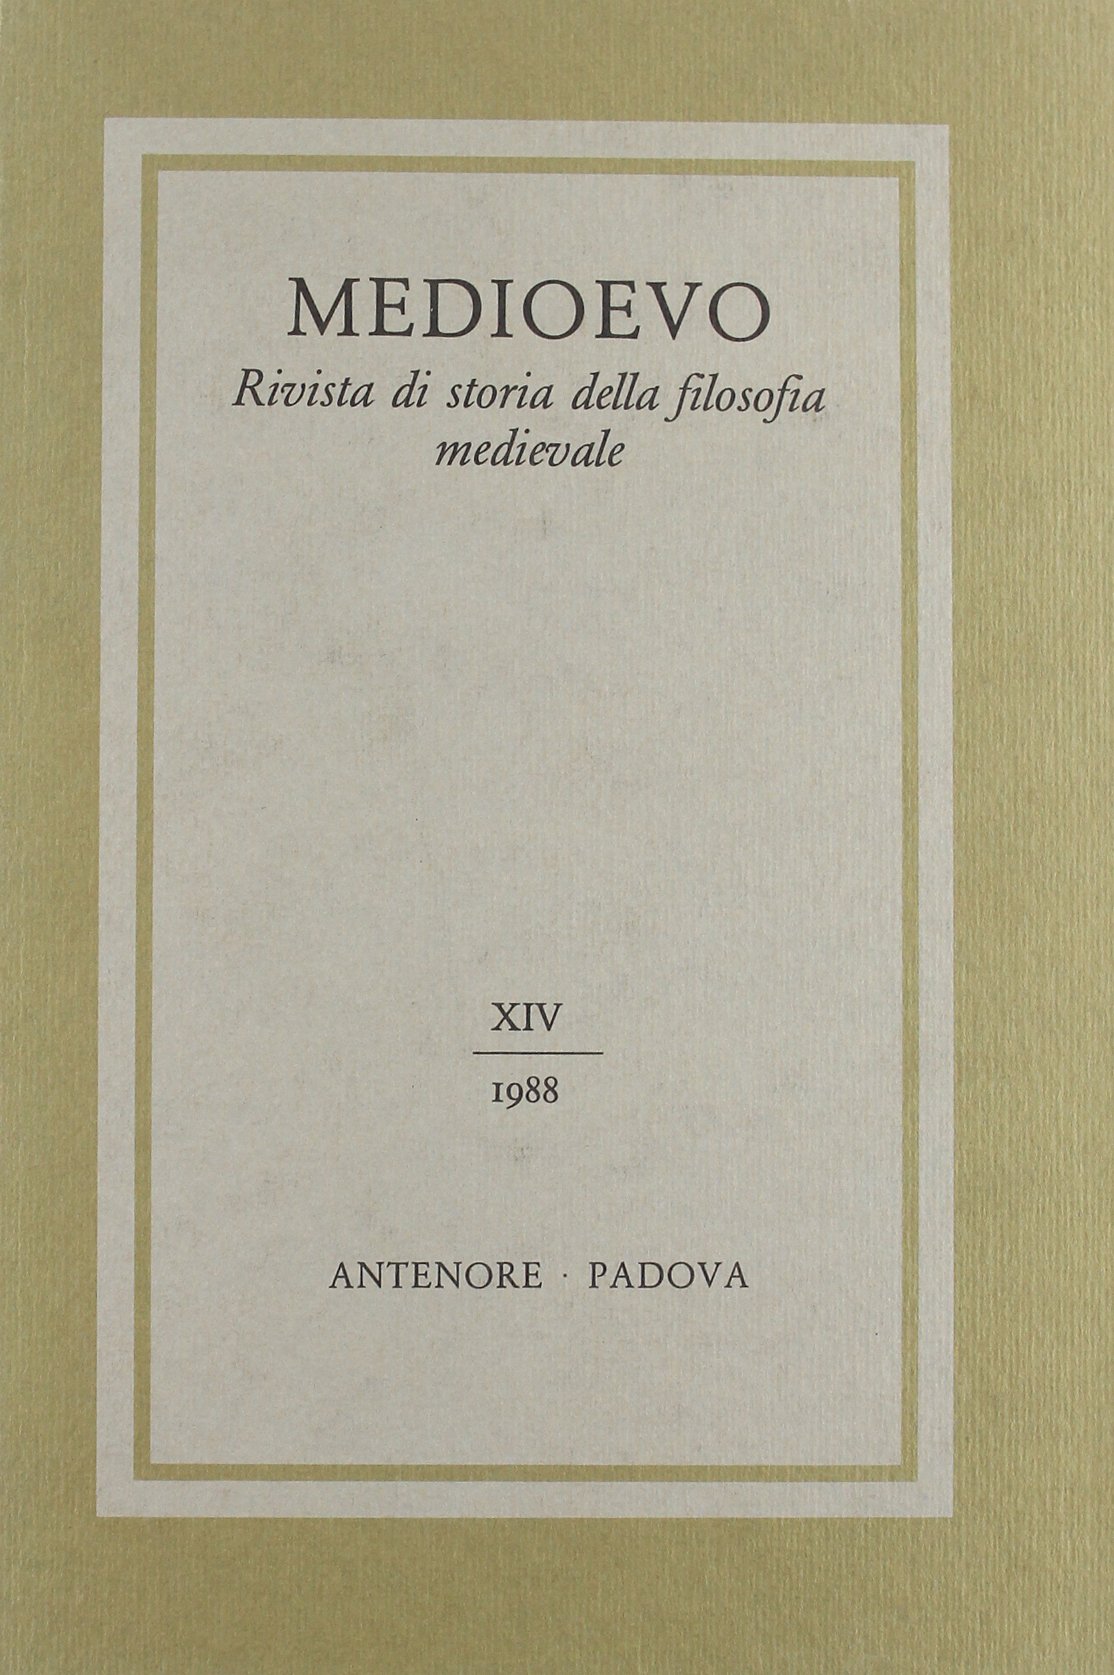 MEDIOEVO
Rivista di storia della filosofia
medievale
XIV
1988
ANTENORE · PADOVA